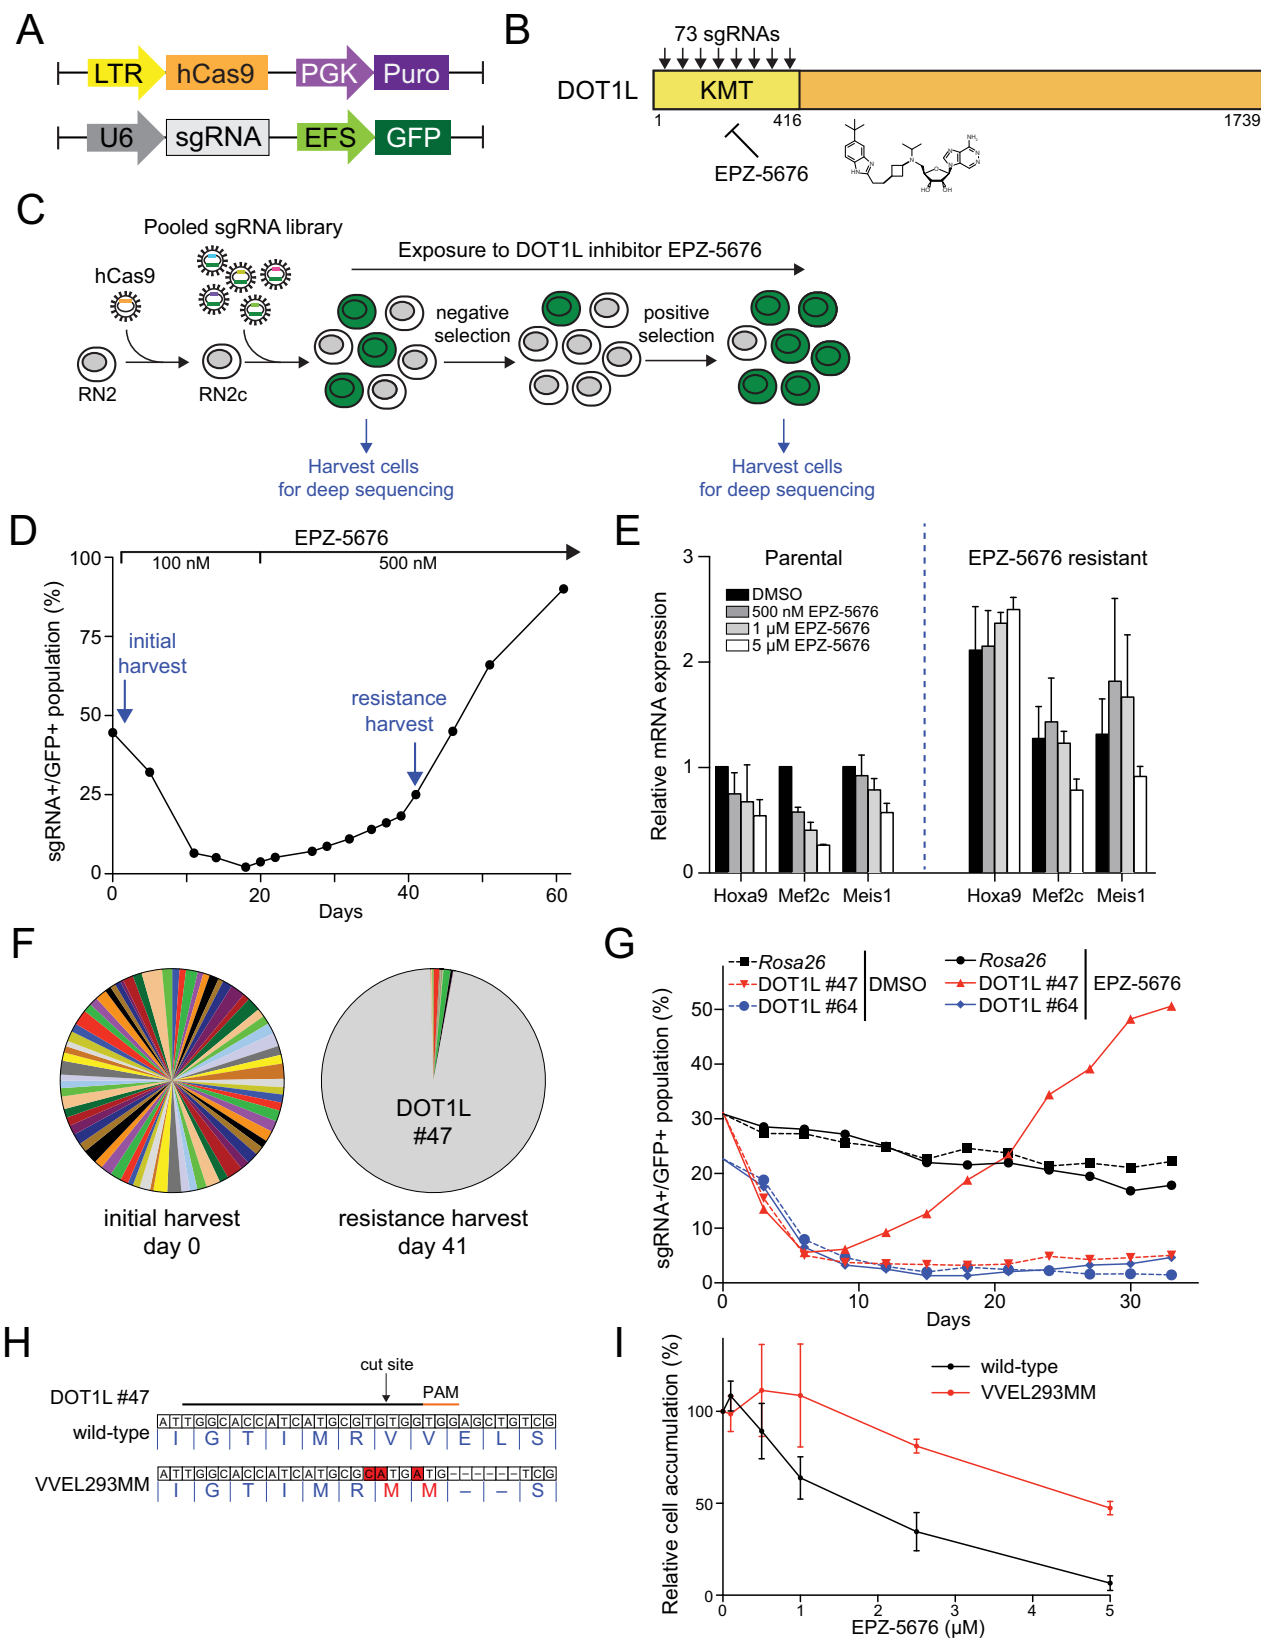 A
LTR hCas9 PGK Puro
U6 sgRNA EFS GFP
B
73 sgRNAs
DOT1L KMT
1 416 1739
EPZ-5676
NH2
N
N
N
N
N
N
HN
O
HO OH
C
Pooled sgRNA library
hCas9
Exposure to DOT1L inhibitor EPZ-5676
negative
selection
positive
selection
RN2 RN2c
Harvest cells
for deep sequencing
Harvest cells
for deep sequencing
D
EPZ-5676
100 nM 500 nM
sgRNA+/GFP+ population (%)
100
75
50
25
0
initial
harvest
resistance
harvest
0 20 40 60
Days
E
Relative mRNA expression
3
2
1
0
Parental EPZ-5676 resistant
DMSO
500 nM EPZ-5676
1 µM EPZ-5676
5 µM EPZ-5676
Hoxa9 Mef2c Meis1 Hoxa9 Mef2c Meis1
F
DOT1L
#47
initial harvest
day 0
resistance harvest
day 41
G
Rosa26
DOT1L #47
DOT1L #64
DMSO
Rosa26
DOT1L #47
DOT1L #64
EPZ-5676
sgRNA+/GFP+ population (%)
50
40
30
20
10
0
0 10 20 30
Days
H
cut site
DOT1L #47 PAM
wild-type
ATTGGCACCATCATGCGTGTGGTGGAGCTGTCG
I G T I M R V V E L S
VVEL293MM
ATTGGCACCATCATGCGCATGATG------TCG
I G T I M R M M – – S
I
Relative cell accumulation (%)
100
50
0
wild-type
VVEL293MM
0 1 2 3 4 5
EPZ-5676 (µM)